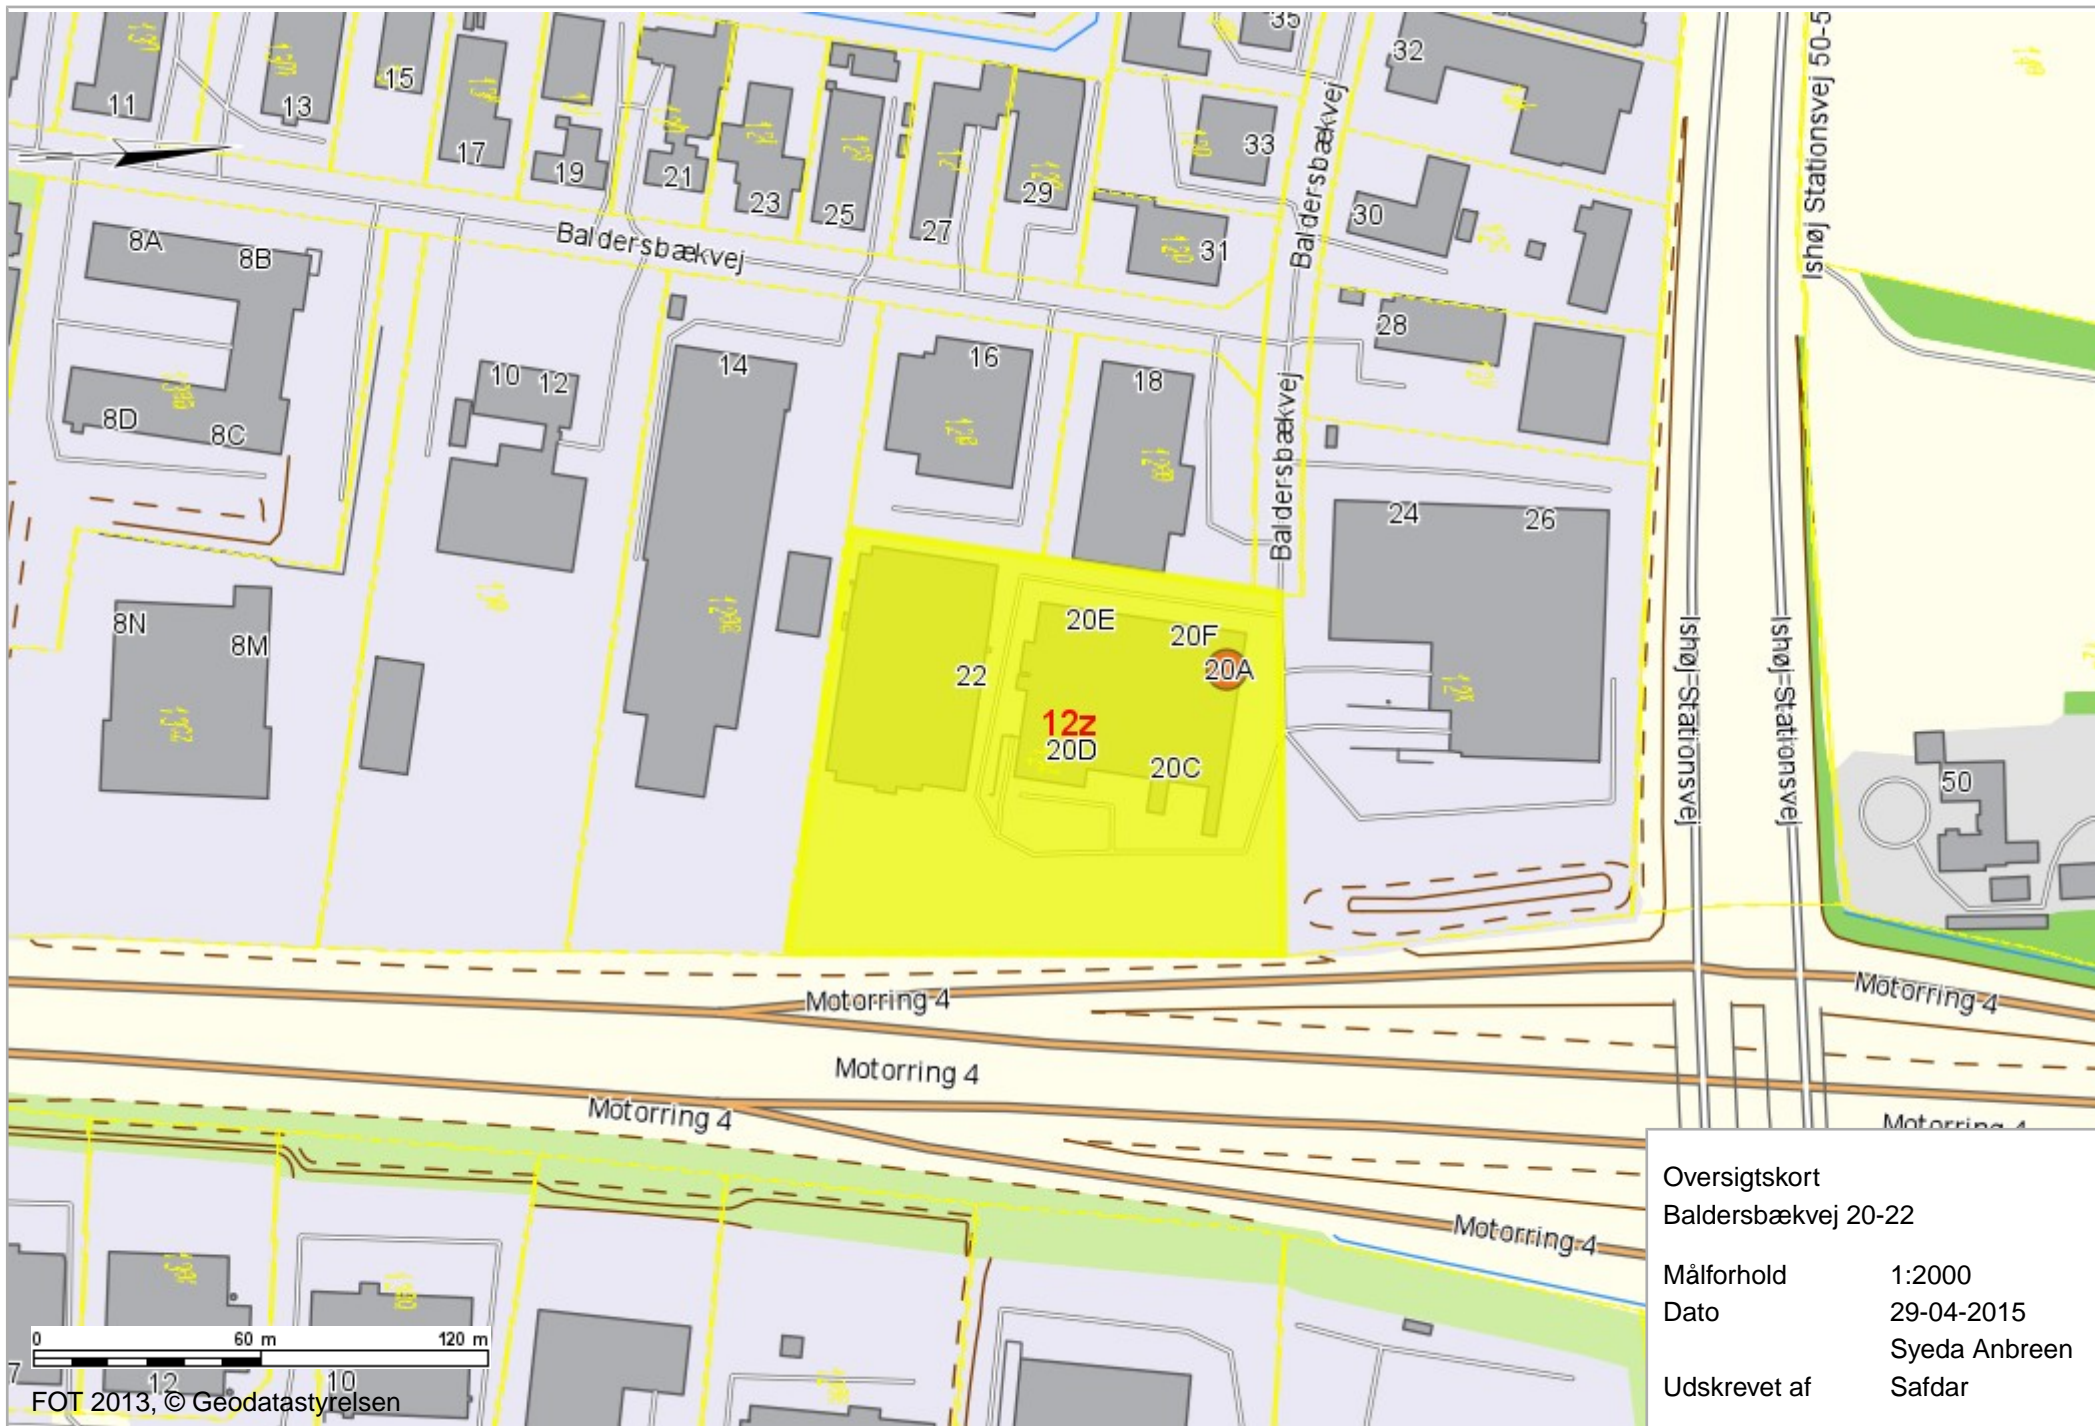 11
13
15
17
19
21
23
25
27
29
31
33
35
32
30
28
8A
8B
8C
8D
10
12
14
16
18
24
26
Baldersbækvej
Baldersbækvej
Baldersbækvej
Ishøj Stationsvej 50-5
8N
8M
20E
20F
20A
22
12z
20D
20C
50
Ishøj Stationsvej
Ishøj Stationsvej
Motorring 4
Motorring 4
Motorring 4
Motorring 4
Motorring 4
Motorring 4
7
12
10
0 60 m 120 m
FOT 2013, © Geodatastyrelsen
Oversigtskort
Baldersbækvej 20-22
Målforhold 1:2000
Dato 29-04-2015
Syeda Anbreen
Udskrevet af Safdar